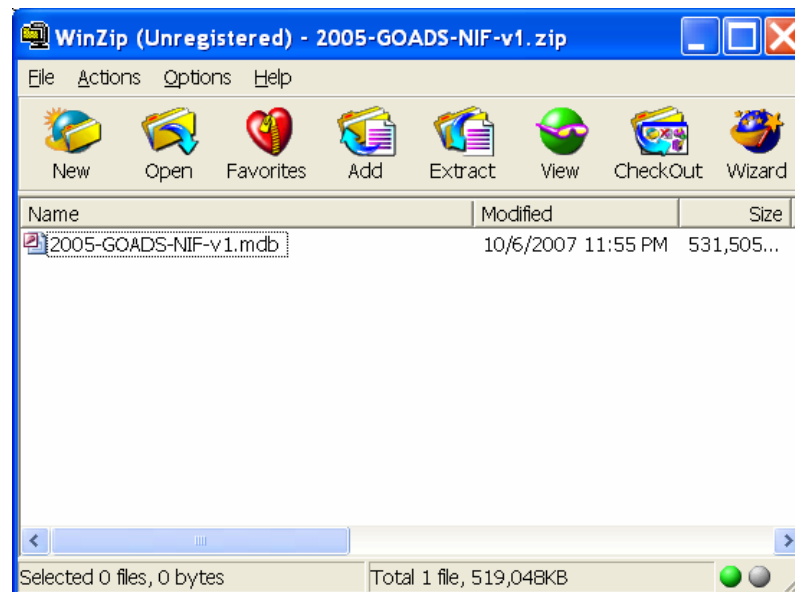 WinZip (Unregistered) - 2005-GOADS-NIF-v1.zip
File Actions Options Help
New Open Favorites Add Extract View CheckOut Wizard
Name Modified Size
2005-GOADS-NIF-v1.mdb 10/6/2007 11:55 PM 531,505...
Selected 0 files, 0 bytes Total 1 file, 519,048KB